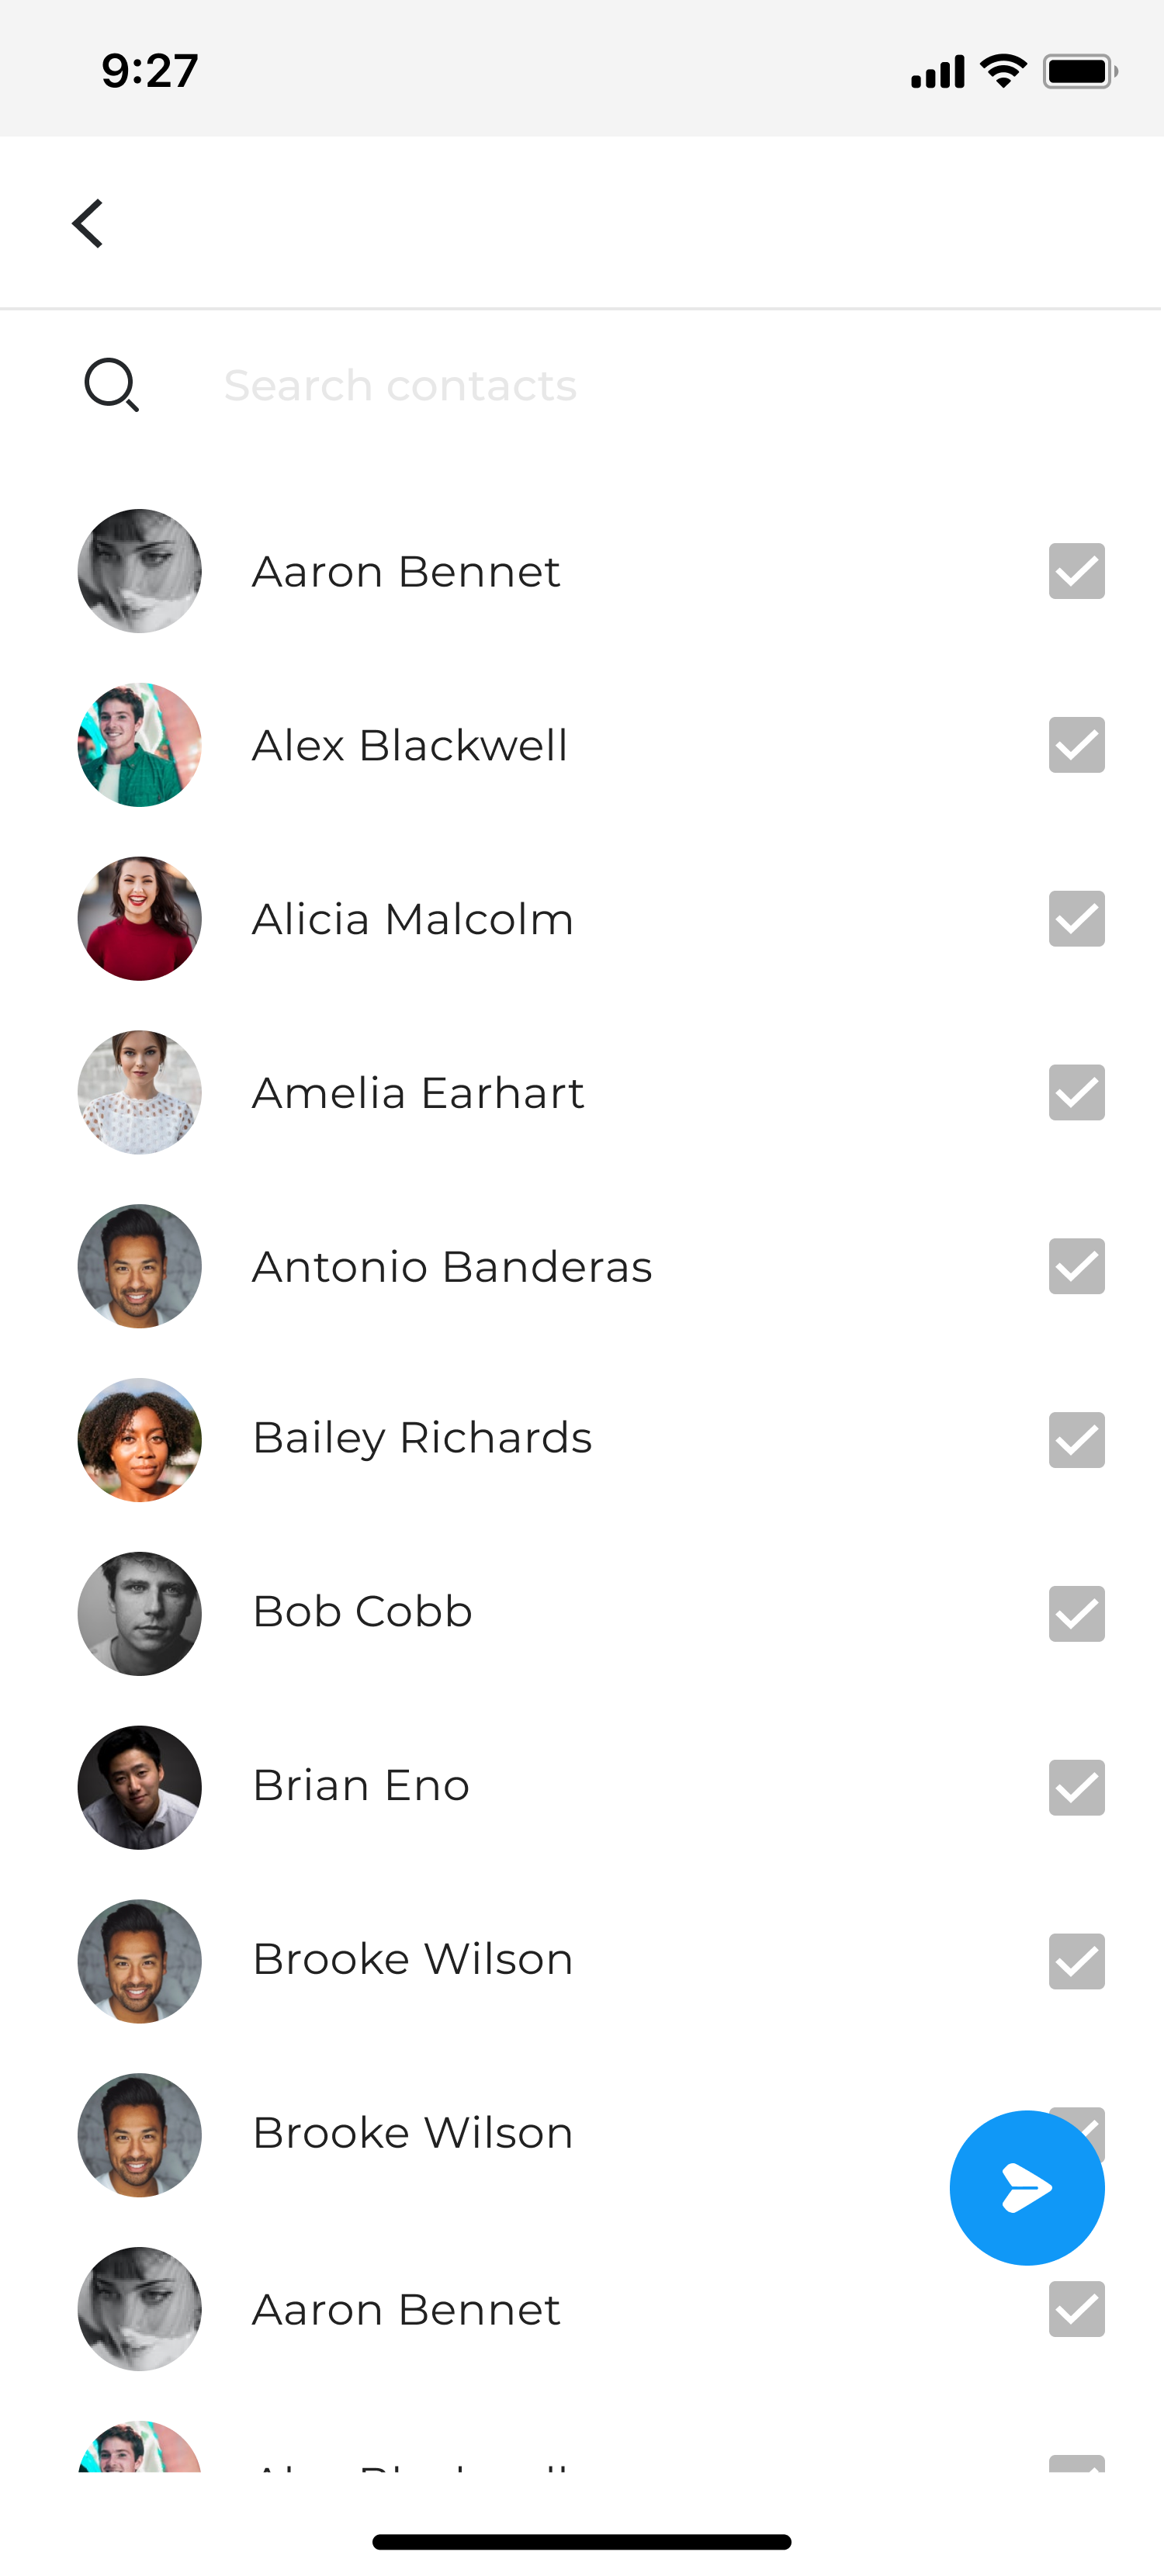 9:27
Search contacts
Aaron Bennet
Alex Blackwell
Alicia Malcolm
Amelia Earhart
Antonio Banderas
Bailey Richards
Bob Cobb
Brian Eno
Brooke Wilson
Brooke Wilson
Aaron Bennet